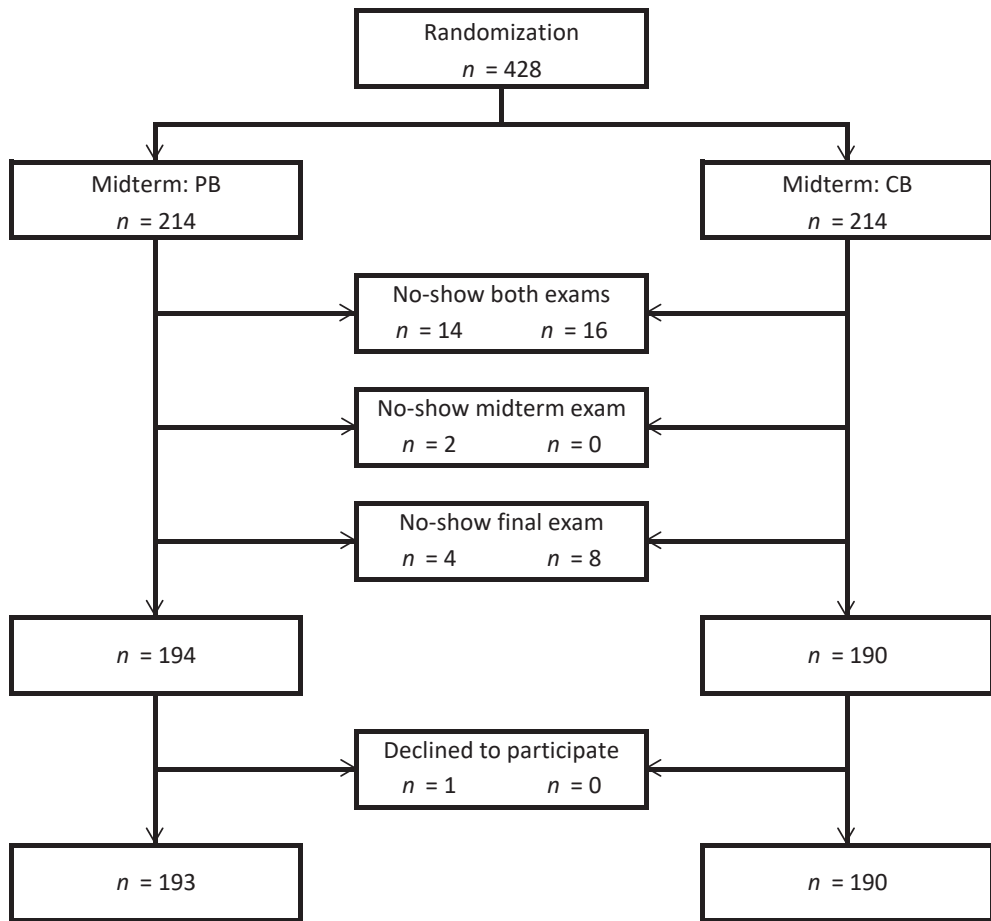 Randomization
n = 428
Midterm: PB
n = 214
Midterm: CB
n = 214
No-show both exams
n = 14 n = 16
No-show midterm exam
n = 2 n = 0
No-show final exam
n = 4 n = 8
n = 194
n = 190
Declined to participate
n = 1 n = 0
n = 193
n = 190